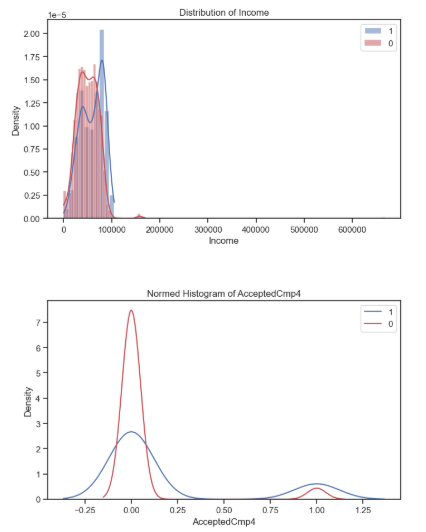 Distribution of Income
1e−5
1
0
2.00
1.75
1.50
1.25
1.00
0.75
0.50
0.25
0.00
Density
0 100000 200000 300000 400000 500000 600000
Income
Normed Histogram of AcceptedCmp4
1
0
7
6
5
4
3
2
1
0
Density
−0.25 0.00 0.25 0.50 0.75 1.00 1.25
AcceptedCmp4